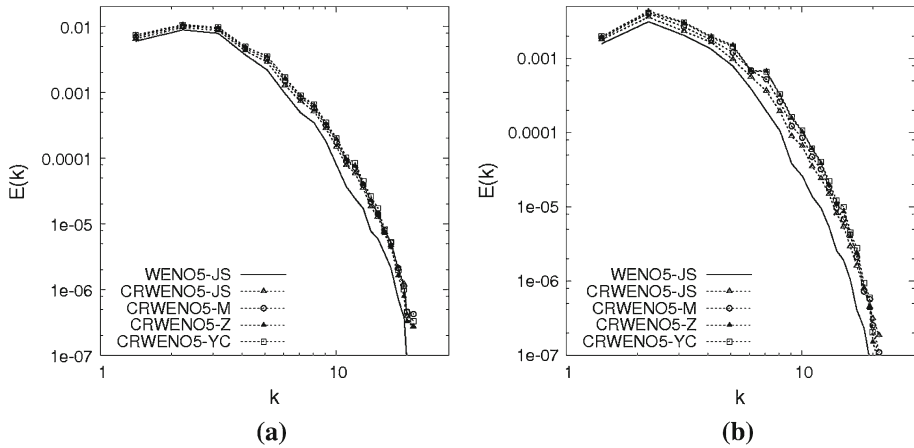 0.01
0.001
0.0001
1e-05
1e-06
1e-07
E(k)
WENO5-JS
CRWENO5-JS
CRWENO5-M
CRWENO5-Z
CRWENO5-YC
1 10
k
(a)
0.001
0.0001
1e-05
1e-06
1e-07
E(k)
WENO5-JS
CRWENO5-JS
CRWENO5-M
CRWENO5-Z
CRWENO5-YC
1 10
k
(b)